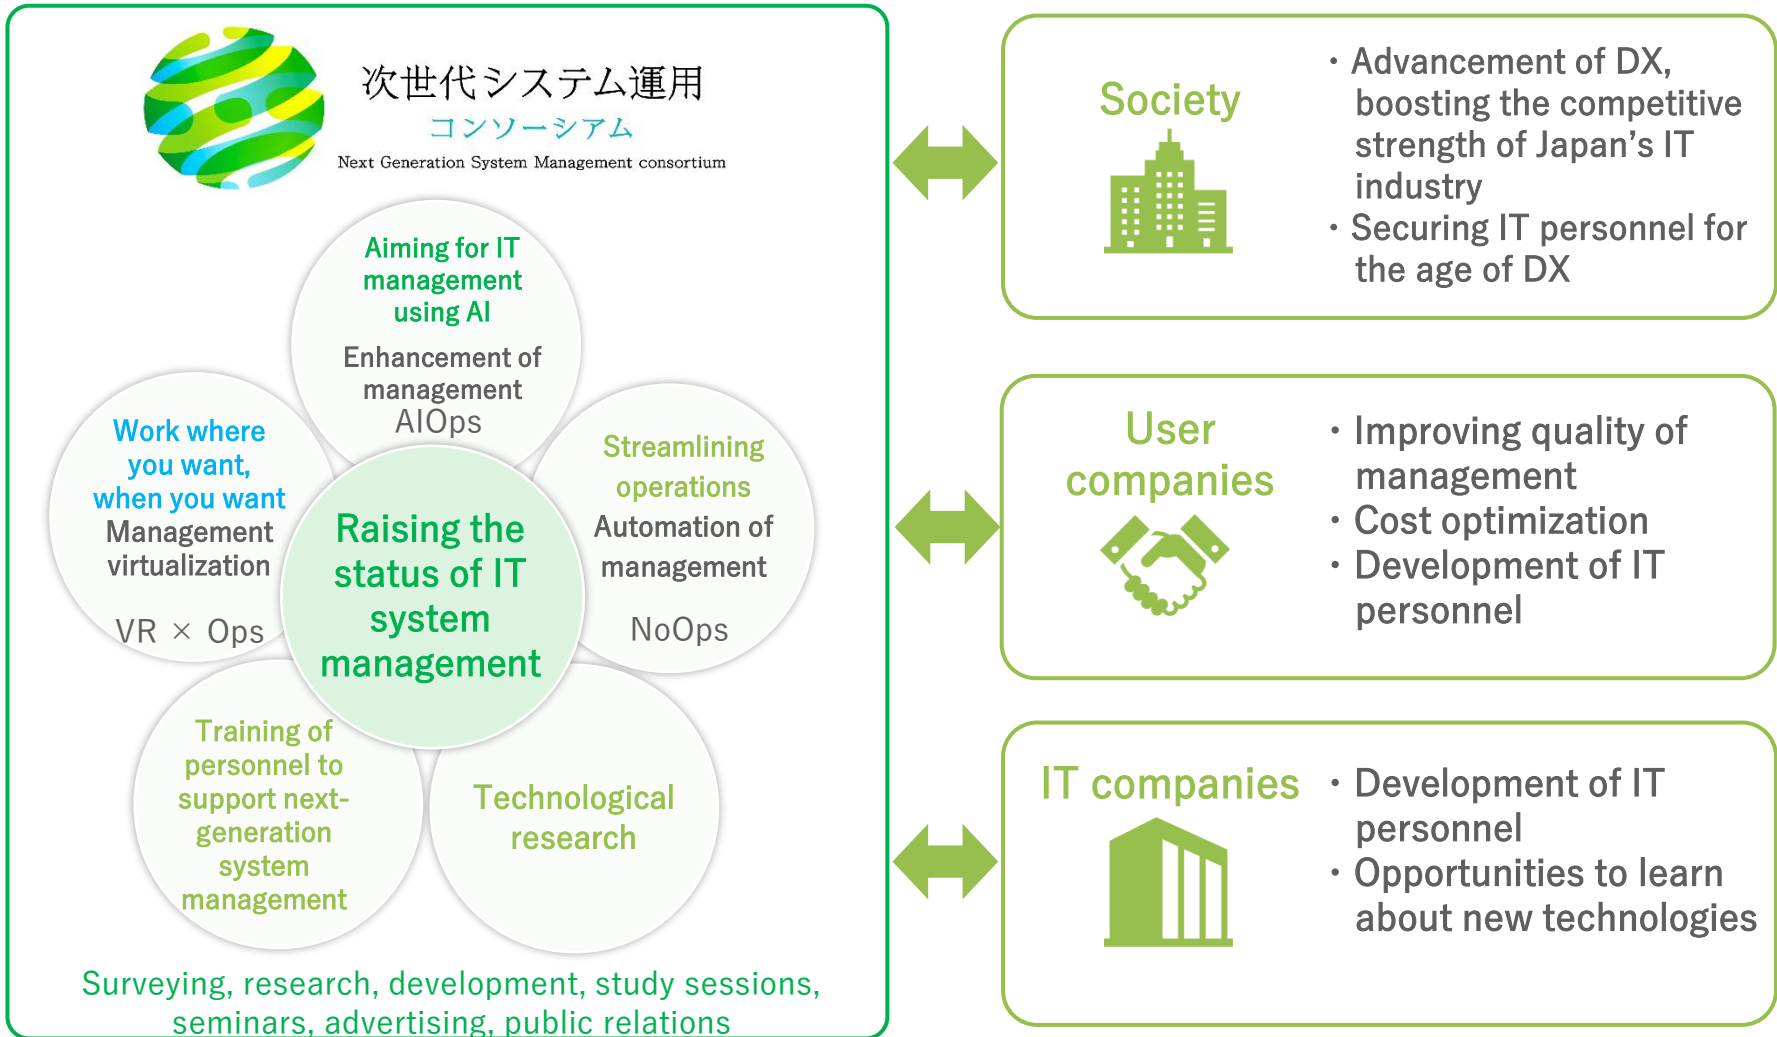 次世代システム運用
コンソーシアム
Next Generation System Management consortium
Aiming for IT
management
using AI
Enhancement of
management
AIOps
Work where
you want,
when you want
Management
virtualization
VR × Ops
Streamlining
operations
Automation of
management
NoOps
Raising the
status of IT
system
management
Training of
personnel to
support next-
generation
system
management
Technological
research
Surveying, research, development, study sessions,
seminars, advertising, public relations
Society
・Advancement of DX,
boosting the competitive
strength of Japan’s IT
industry
・Securing IT personnel for
the age of DX
User
companies
・Improving quality of
management
・Cost optimization
・Development of IT
personnel
IT companies
・Development of IT
personnel
・Opportunities to learn
about new technologies